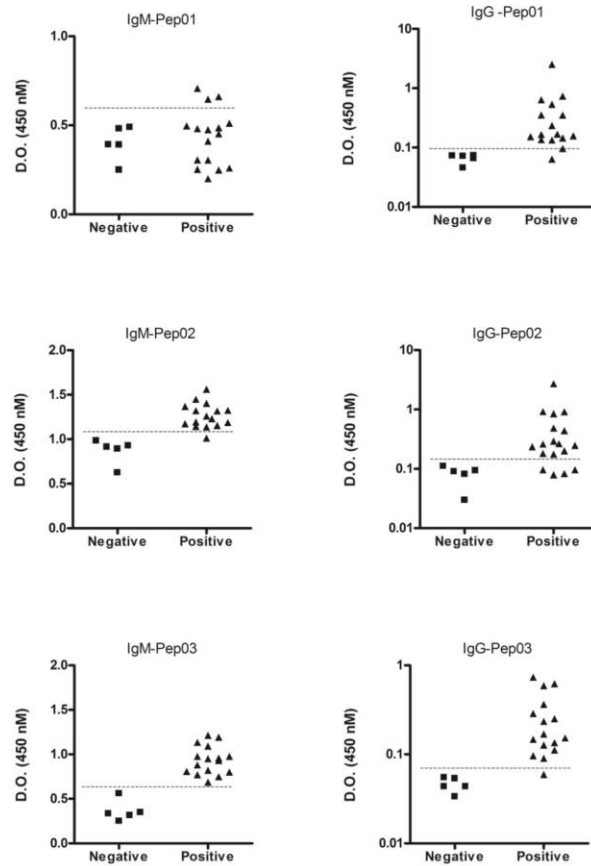 IgM-Pep01
D.O. (450 nM)
1.0
0.5
0.0
Negative
Positive
IgG -Pep01
D.O. (450 nM)
10
1
0.1
0.01
Negative
Positive
IgM-Pep02
D.O. (450 nM)
2.0
1.5
1.0
0.5
0.0
Negative
Positive
IgG-Pep02
D.O. (450 nM)
10
1
0.1
0.01
Negative
Positive
IgM-Pep03
D.O. (450 nM)
2.0
1.5
1.0
0.5
0.0
Negative
Positive
IgG-Pep03
D.O. (450 nM)
1
0.1
0.01
Negative
Positive